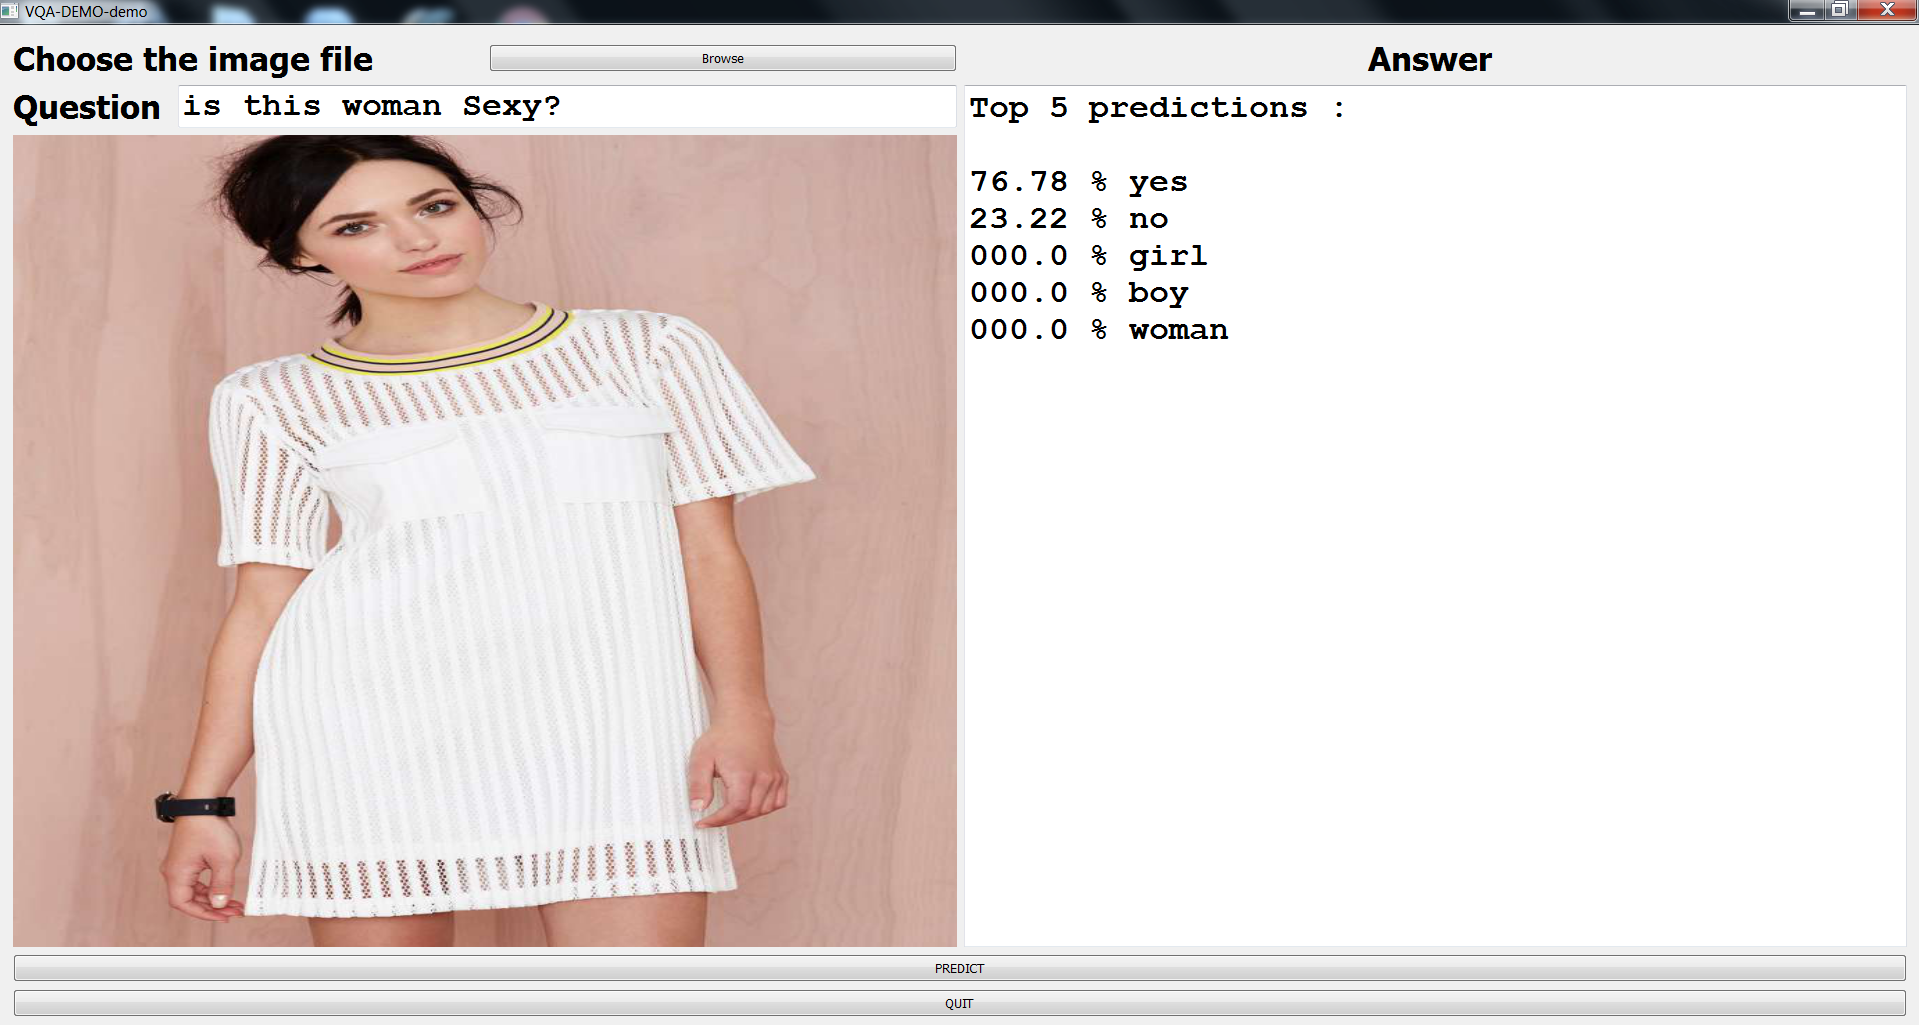 VQA-DEMO-demo
Choose the image file
Browse
Answer
Question
is this woman Sexy?
Top 5 predictions :
76.78 % yes
23.22 % no
000.0 % girl
000.0 % boy
000.0 % woman
PREDICT
QUIT